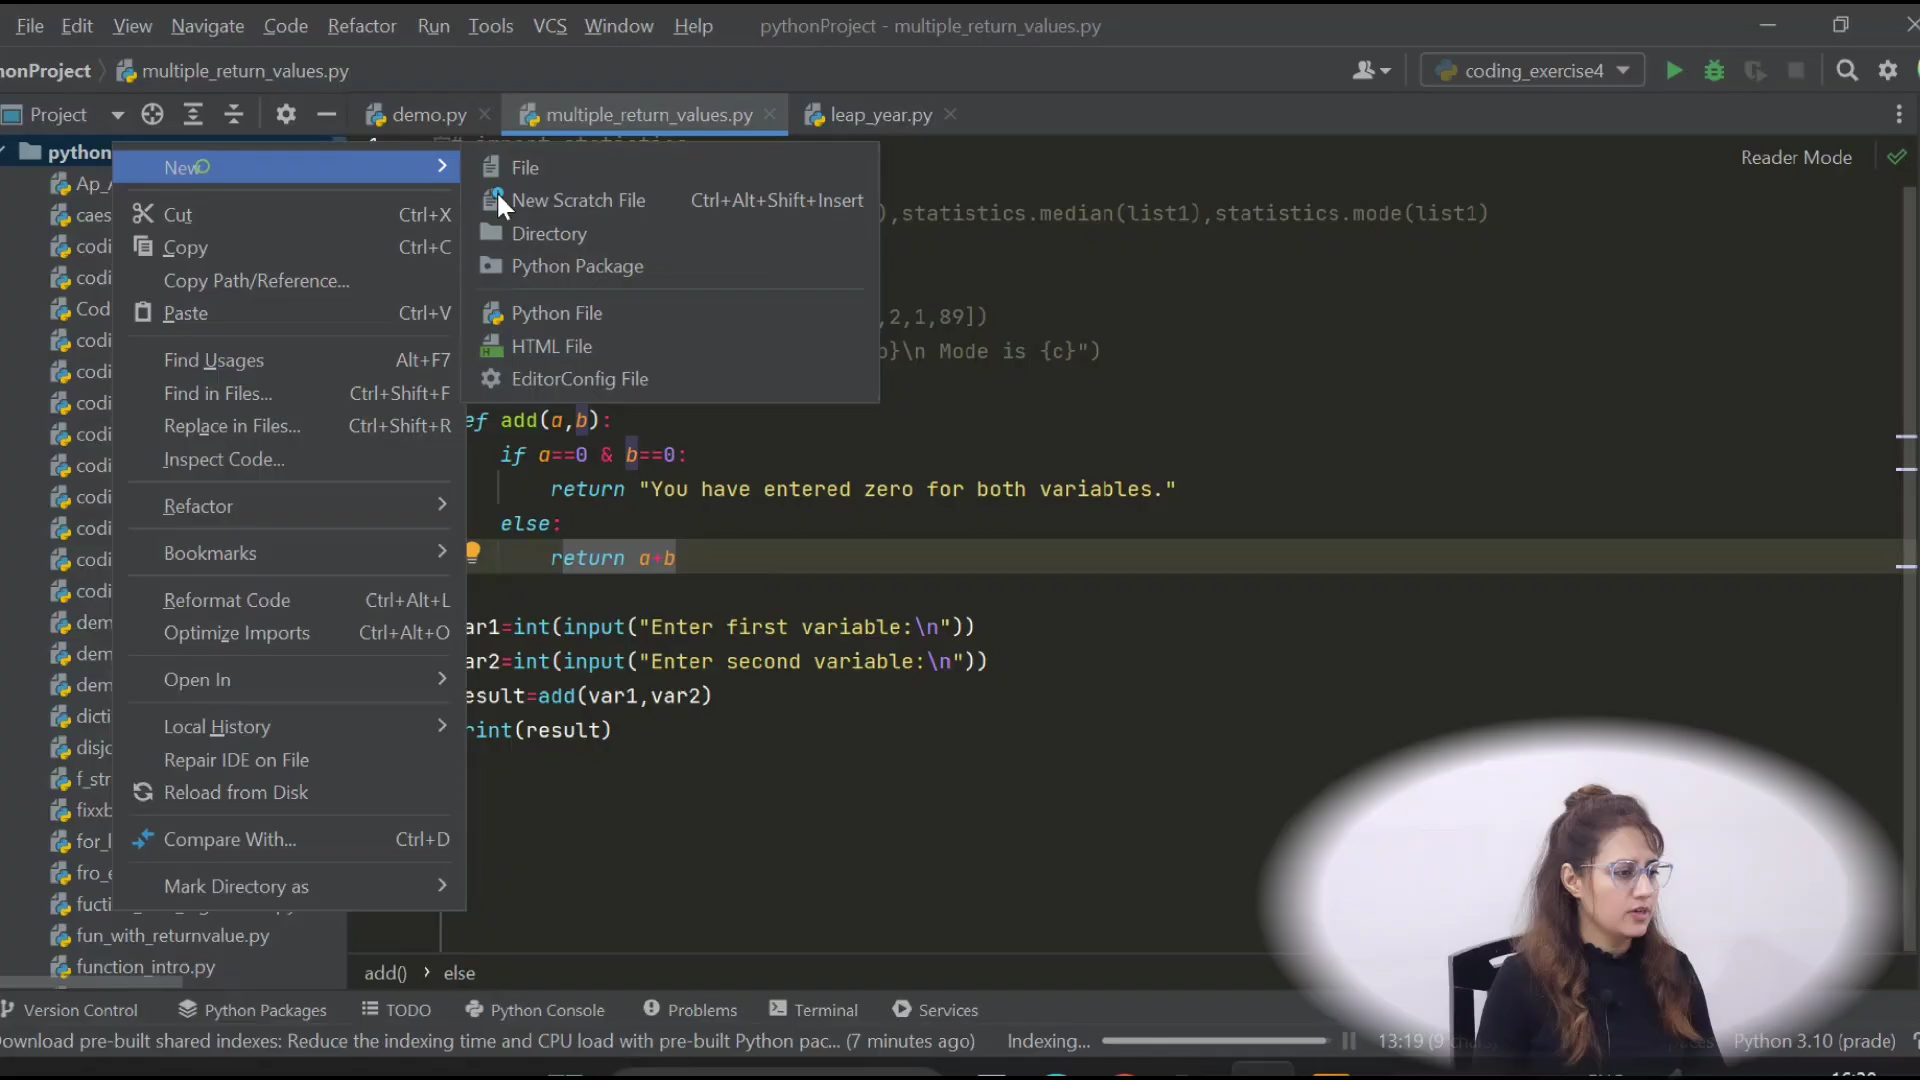 File Edit View Navigate Code Refactor Run Tools VCS Window Help pythonProject - multiple_return_values.py
honProject multiple_return_values.py coding_exercise4
Project demo.py multiple_return_values.py leap_year.py
python
Reader Mode
New
File
New Scratch File Ctrl+Alt+Shift+Insert
Directory
Python Package
Python File
HTML File
EditorConfig File
Cut Ctrl+X
Copy Ctrl+C
Copy Path/Reference...
Paste Ctrl+V
Find Usages Alt+F7
Find in Files... Ctrl+Shift+F
Replace in Files... Ctrl+Shift+R
Inspect Code...
Refactor
Bookmarks
Reformat Code Ctrl+Alt+L
Optimize Imports Ctrl+Alt+O
Open In
Local History
Repair IDE on File
Reload from Disk
Compare With... Ctrl+D
Mark Directory as
Ap_
caes
codi
codi
Cod
codi
codi
codi
codi
codi
codi
codi
codi
codi
dem
dem
dem
dicti
disjo
f_str
fixxb
for_l
fro_e
fucti
fun_with_returnvalue.py
function_intro.py
1
),statistics.median(list1),statistics.mode(list1)
,2,1,89])
b}\n Mode is {c}")
ef add(a,b):
if a==0 & b==0:
return "You have entered zero for both variables."
else:
return a+b
ar1=int(input("Enter first variable:\n"))
ar2=int(input("Enter second variable:\n"))
esult=add(var1,var2)
rint(result)
add() › else
Version Control Python Packages TODO Python Console Problems Terminal Services
Download pre-built shared indexes: Reduce the indexing time and CPU load with pre-built Python pac... (7 minutes ago) Indexing... 13:19 (9 Python 3.10 (prade)